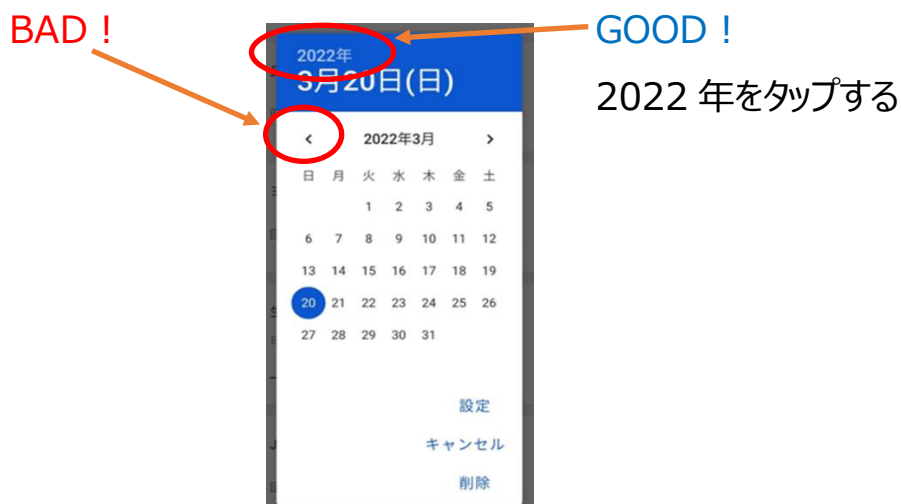 BAD！
GOOD！
2022 年をタップする
2022年
3月20日(日)
< 2022年3月 >
日 月 火 水 木 金 土
1 2 3 4 5
6 7 8 9 10 11 12
13 14 15 16 17 18 19
20 21 22 23 24 25 26
27 28 29 30 31
設定
キャンセル
削除